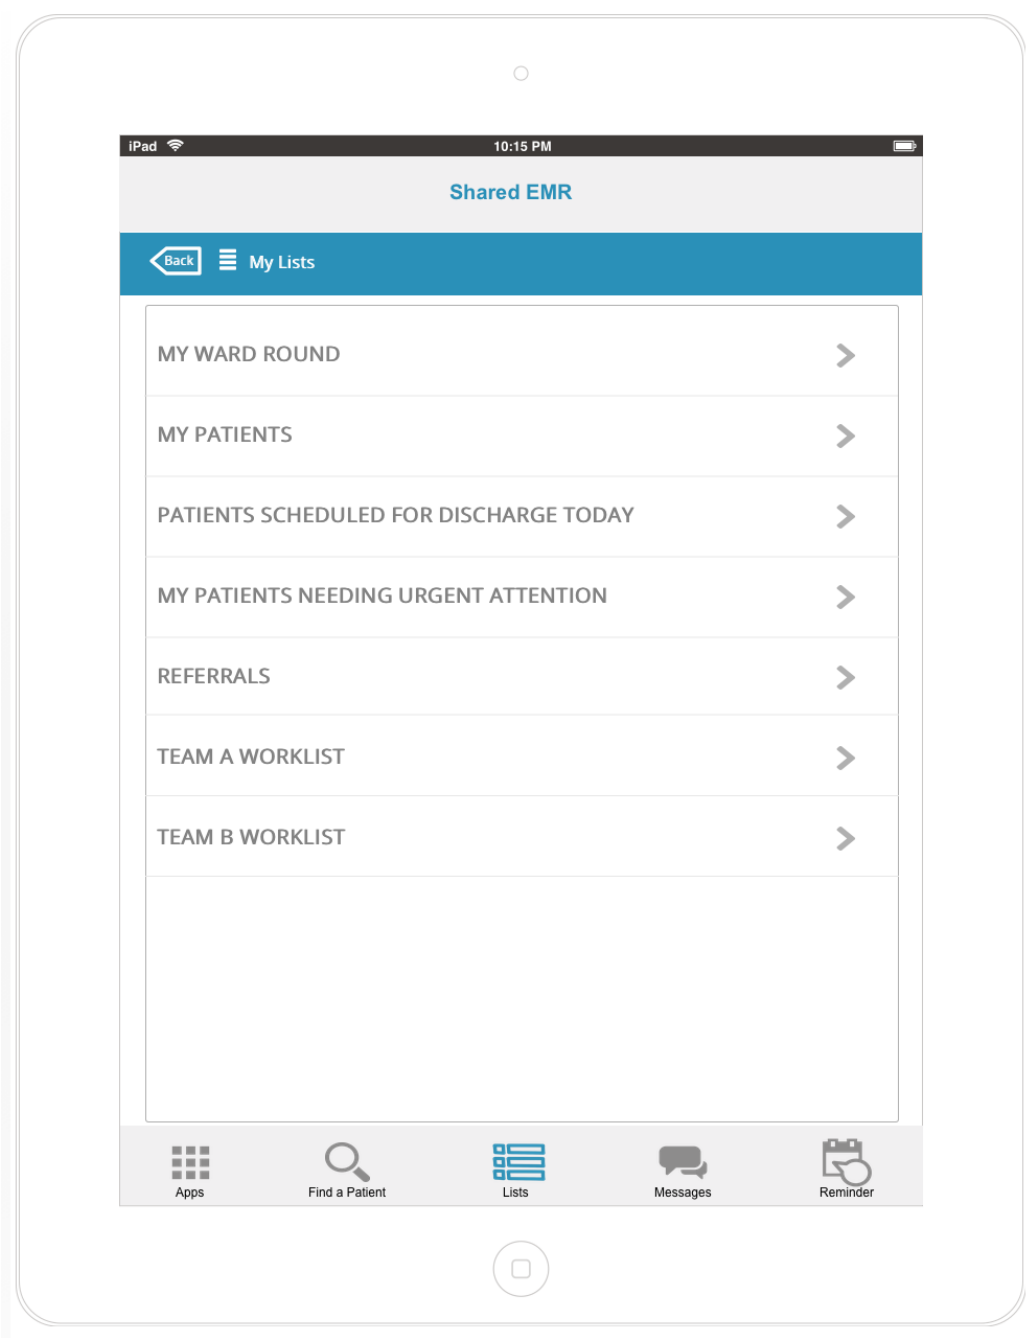 iPad 10:15 PM
Shared EMR
Back My Lists
MY WARD ROUND
MY PATIENTS
PATIENTS SCHEDULED FOR DISCHARGE TODAY
MY PATIENTS NEEDING URGENT ATTENTION
REFERRALS
TEAM A WORKLIST
TEAM B WORKLIST
Apps Find a Patient Lists Messages Reminder